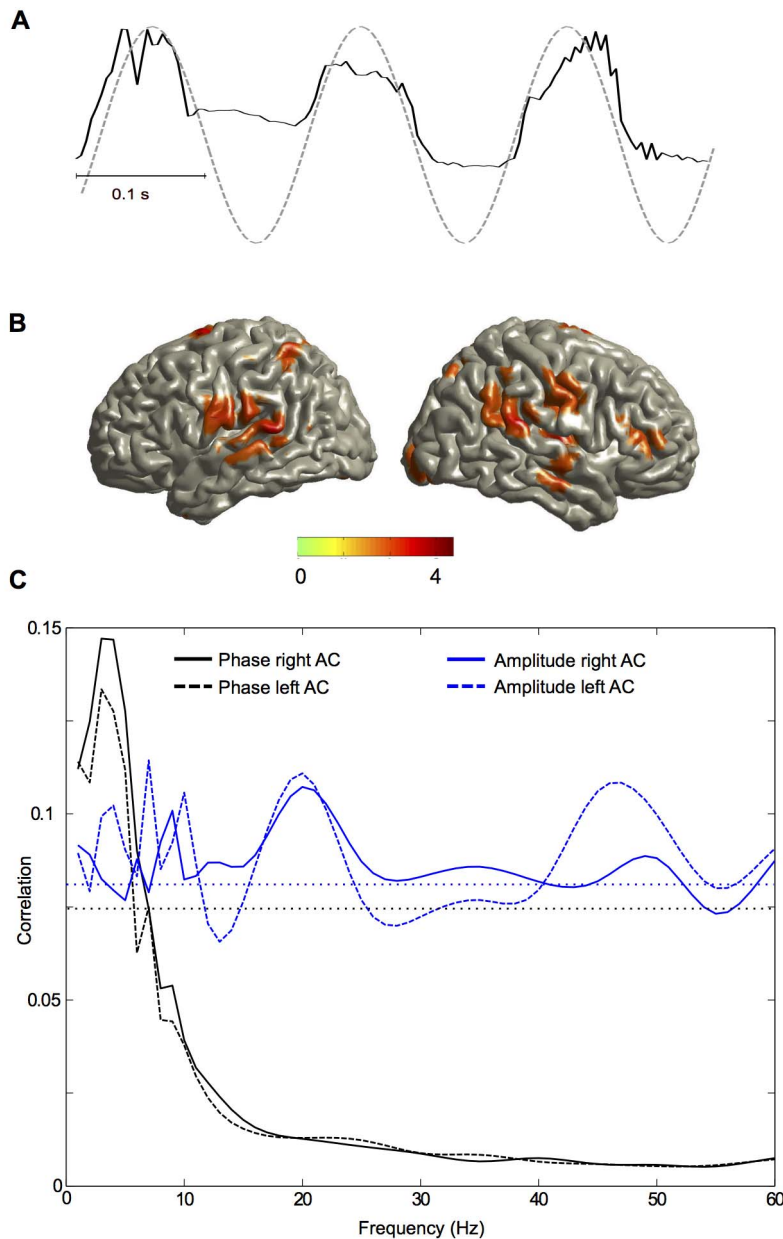 A
0.1 s
B
0 4
C
0.15
Phase right AC Amplitude right AC
Phase left AC Amplitude left AC
0.1
Correlation
0.05
0
0 10 20 30 40 50 60
Frequency (Hz)